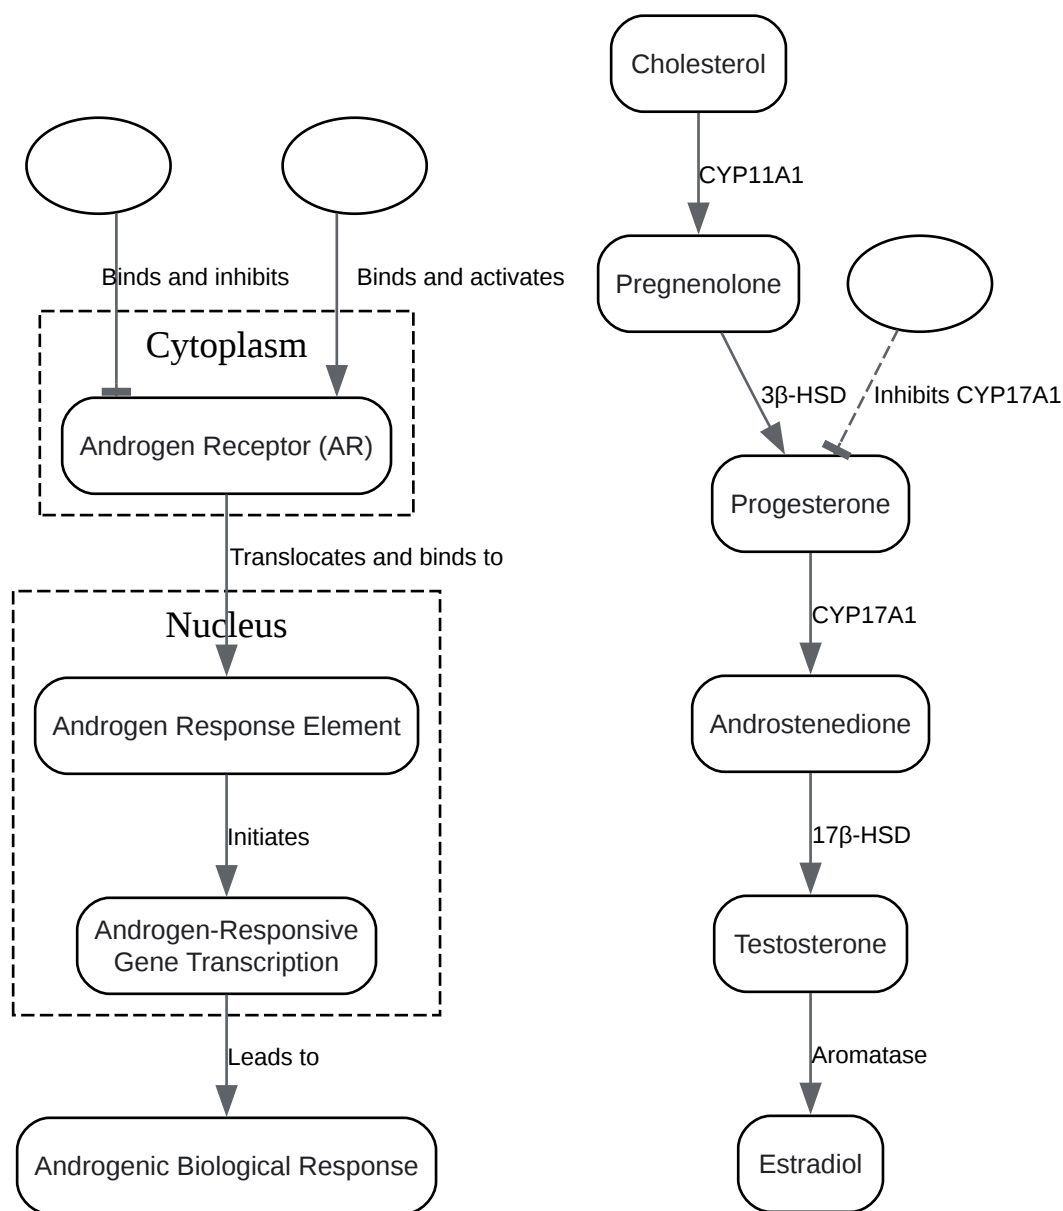 Cholesterol
CYP11A1
Pregnenolone
Binds and inhibits
Binds and activates
Cytoplasm
3β-HSD
Inhibits CYP17A1
Androgen Receptor (AR)
Progesterone
Translocates and binds to
Nucleus
CYP17A1
Androgen Response Element
Androstenedione
Initiates
17β-HSD
Androgen-Responsive
Gene Transcription
Testosterone
Leads to
Aromatase
Androgenic Biological Response
Estradiol